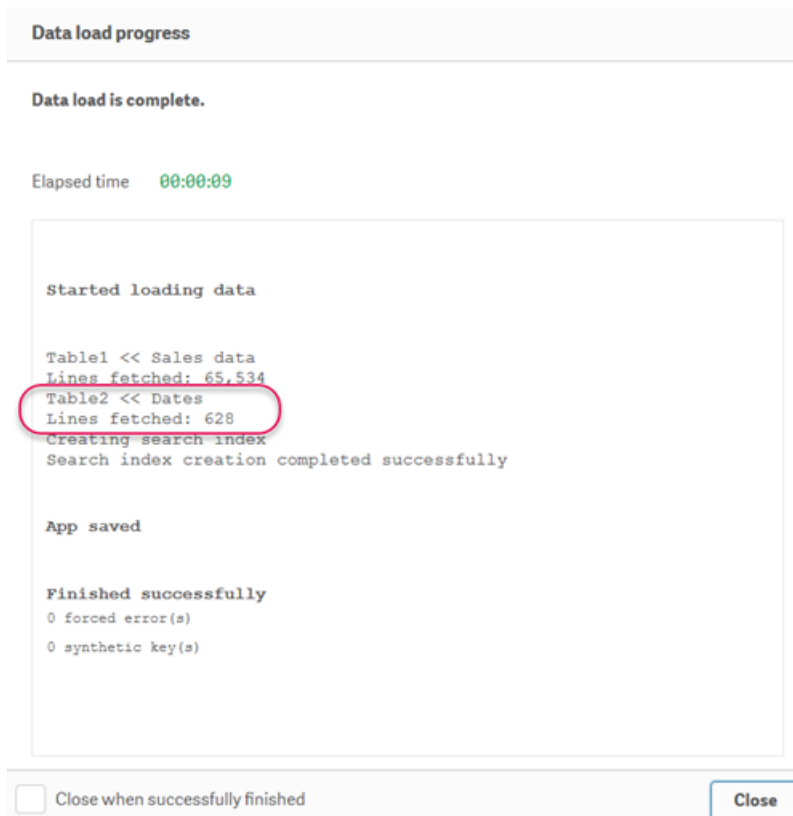 Data load progress
Data load is complete.
Elapsed time 00:00:09
Started loading data
Table1 << Sales data
Lines fetched: 65,534
Table2 << Dates
Lines fetched: 628
Creating search index
Search index creation completed successfully
App saved
Finished successfully
0 forced error(s)
0 synthetic key(s)
Close when successfully finished
Close